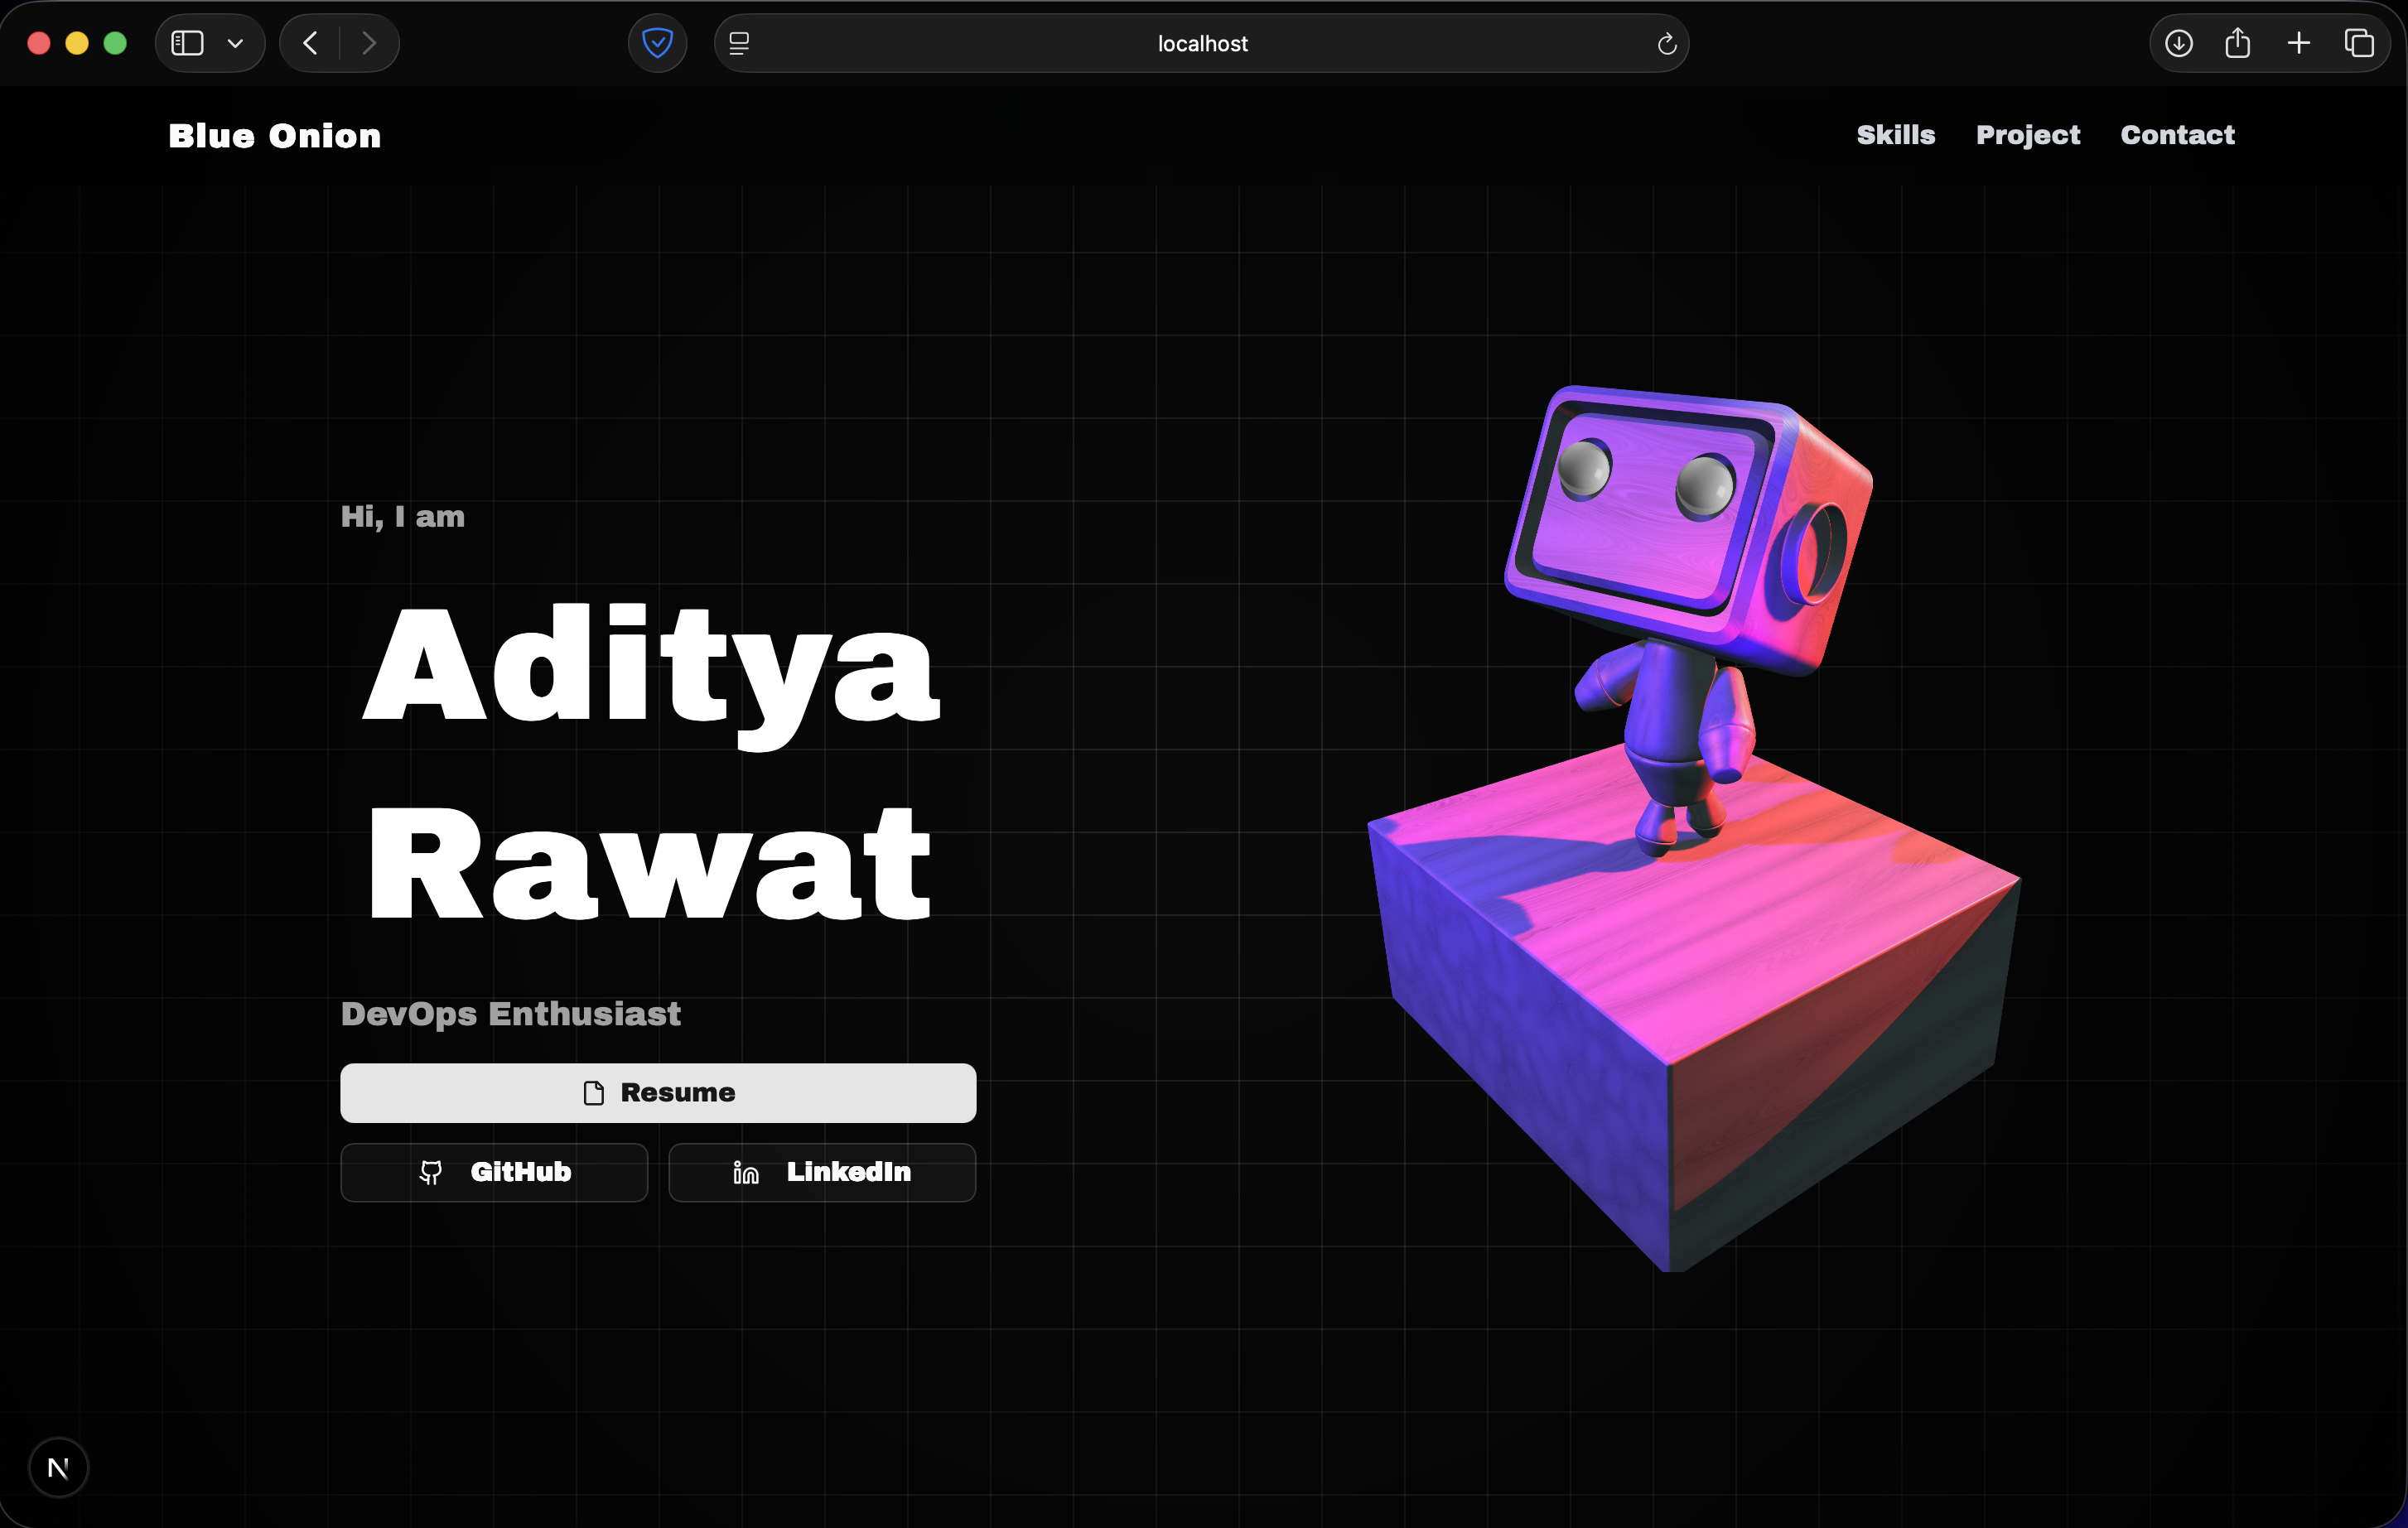 localhost
Blue Onion
Skills Project Contact
Hi, I am
Aditya
Rawat
DevOps Enthusiast
Resume
GitHub LinkedIn
N